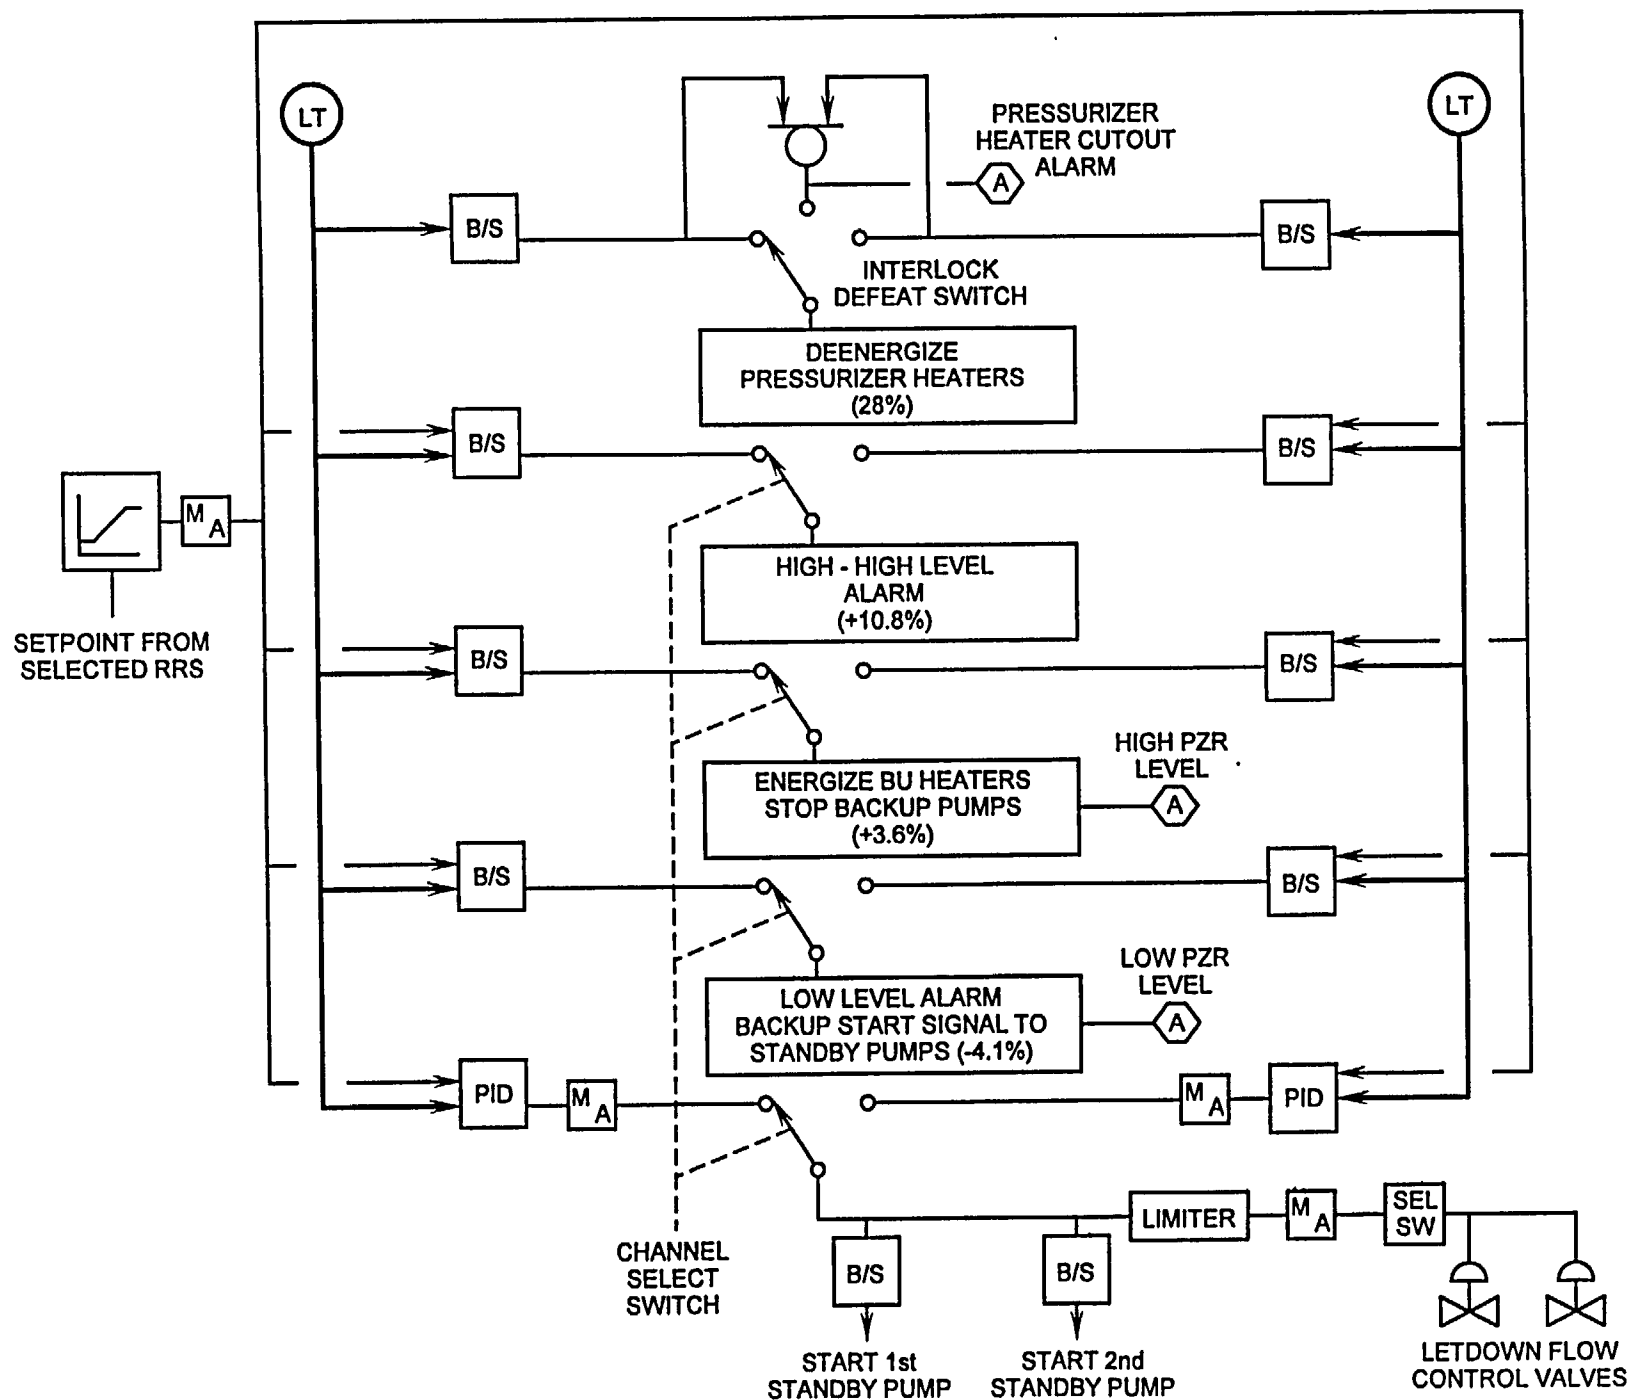 LT
LT
PRESSURIZER
HEATER CUTOUT
ALARM
A
B/S
B/S
INTERLOCK
DEFEAT SWITCH
DEENERGIZE
PRESSURIZER HEATERS
(28%)
B/S
B/S
M
A
HIGH - HIGH LEVEL
ALARM
(+10.8%)
SETPOINT FROM
SELECTED RRS
B/S
B/S
HIGH PZR
LEVEL
A
ENERGIZE BU HEATERS
STOP BACKUP PUMPS
(+3.6%)
B/S
B/S
LOW PZR
LEVEL
A
LOW LEVEL ALARM
BACKUP START SIGNAL TO
STANDBY PUMPS (-4.1%)
PID
M
A
M
A
PID
LIMITER
M
A
SEL
SW
CHANNEL
SELECT
SWITCH
B/S
B/S
START 1st
STANDBY PUMP
START 2nd
STANDBY PUMP
LETDOWN FLOW
CONTROL VALVES